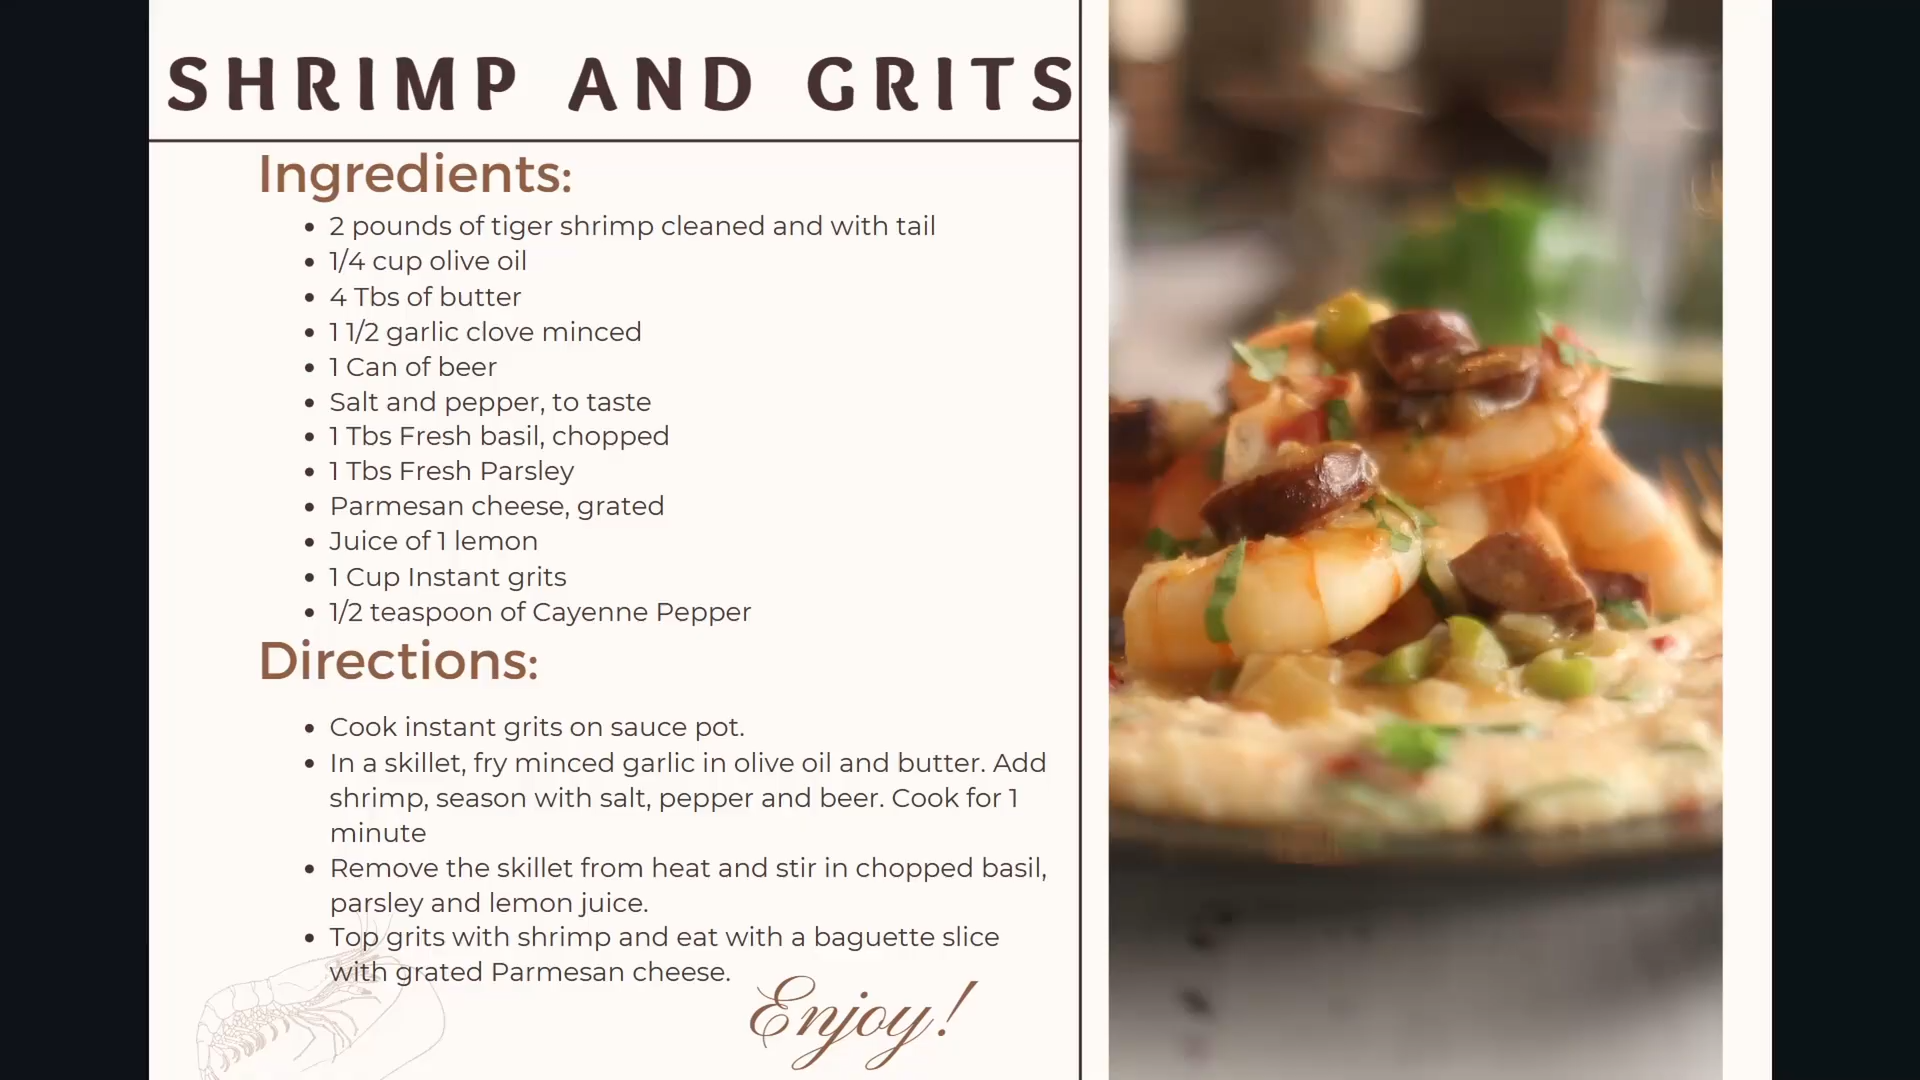 SHRIMP AND GRITS
Ingredients:
• 2 pounds of tiger shrimp cleaned and with tail
• 1/4 cup olive oil
• 4 Tbs of butter
• 1 1/2 garlic clove minced
• 1 Can of beer
• Salt and pepper, to taste
• 1 Tbs Fresh basil, chopped
• 1 Tbs Fresh Parsley
• Parmesan cheese, grated
• Juice of 1 lemon
• 1 Cup Instant grits
• 1/2 teaspoon of Cayenne Pepper
Directions:
• Cook instant grits on sauce pot.
• In a skillet, fry minced garlic in olive oil and butter. Add
shrimp, season with salt, pepper and beer. Cook for 1
minute
• Remove the skillet from heat and stir in chopped basil,
parsley and lemon juice.
• Top grits with shrimp and eat with a baguette slice
with grated Parmesan cheese.
Enjoy!